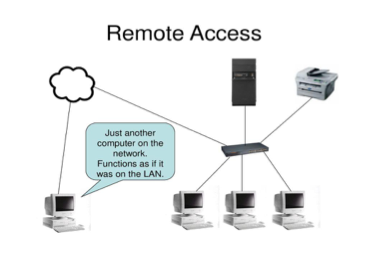 Remote Access
Just another
computer on the
network.
Functions as if it
was on the LAN.